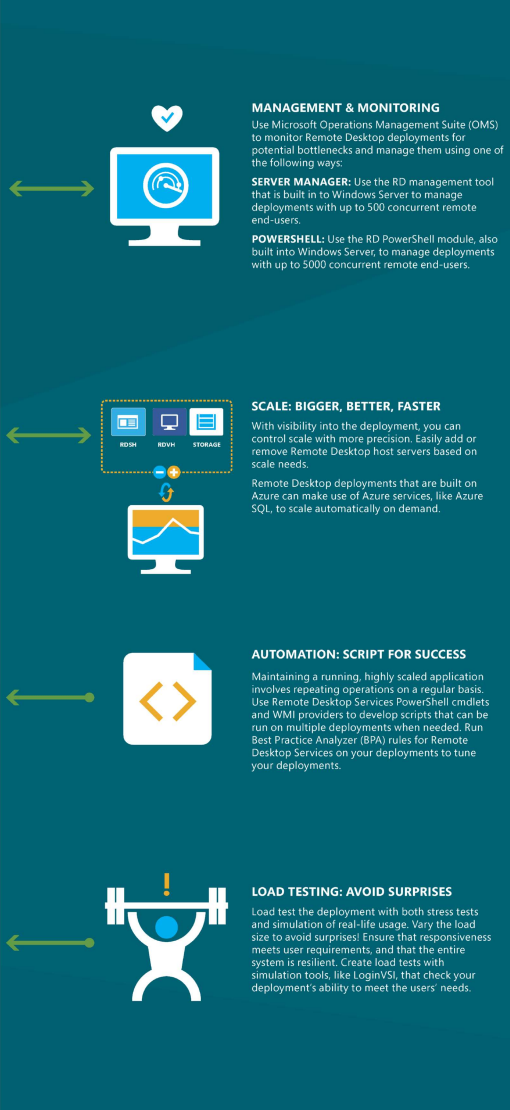 MANAGEMENT & MONITORING
Use Microsoft Operations Management Suite (OMS)
to monitor Remote Desktop deployments for
potential bottlenecks and manage them using one of
the following ways:
SERVER MANAGER: Use the RD management tool
that is built in to Windows Server to manage
deployments with up to 500 concurrent remote
end-users.
POWERSHELL: Use the RD PowerShell module, also
built into Windows Server, to manage deployments
with up to 5000 concurrent remote end-users.
RDSH
RDVH
STORAGE
SCALE: BIGGER, BETTER, FASTER
With visibility into the deployment, you can
control scale with more precision. Easily add or
remove Remote Desktop host servers based on
scale needs.
Remote Desktop deployments that are built on
Azure can make use of Azure services, like Azure
SQL, to scale automatically on demand.
AUTOMATION: SCRIPT FOR SUCCESS
Maintaining a running, highly scaled application
involves repeating operations on a regular basis.
Use Remote Desktop Services PowerShell cmdlets
and WMI providers to develop scripts that can be
run on multiple deployments when needed. Run
Best Practice Analyzer (BPA) rules for Remote
Desktop Services on your deployments to tune
your deployments.
!
LOAD TESTING: AVOID SURPRISES
Load test the deployment with both stress tests
and simulation of real-life usage. Vary the load
size to avoid surprises! Ensure that responsiveness
meets user requirements, and that the entire
system is resilient. Create load tests with
simulation tools, like LoginVSI, that check your
deployment's ability to meet the users' needs.